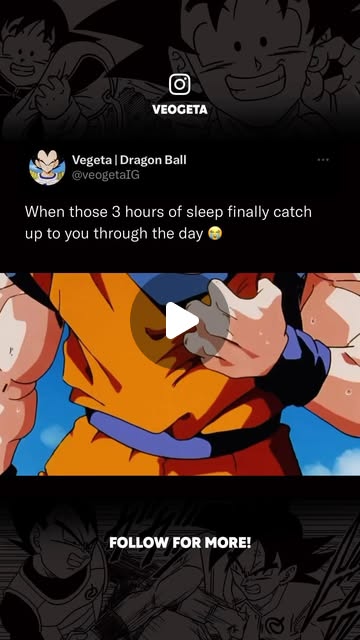 VEOGETA
Vegeta | Dragon Ball
@veogetaIG
When those 3 hours of sleep finally catch
up to you through the day 😭
FOLLOW FOR MORE!